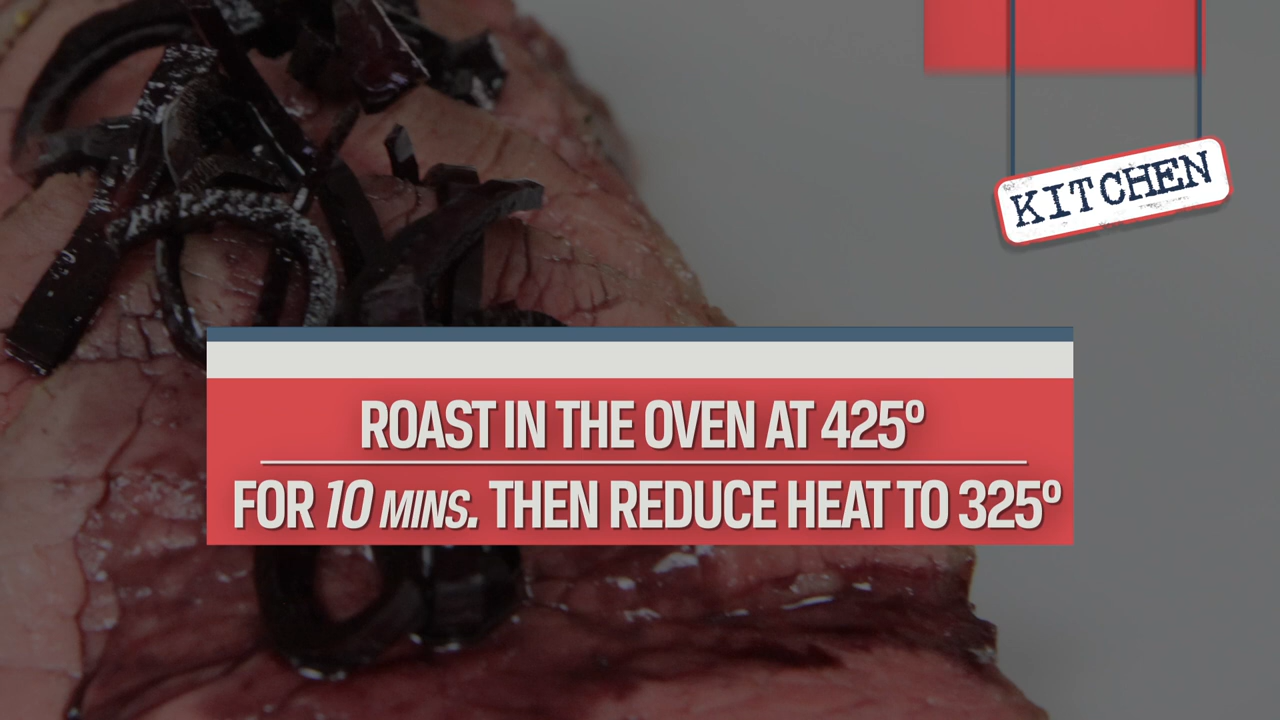 KITCHEN
ROAST IN THE OVEN AT 425º
FOR 10 MINS. THEN REDUCE HEAT TO 325º